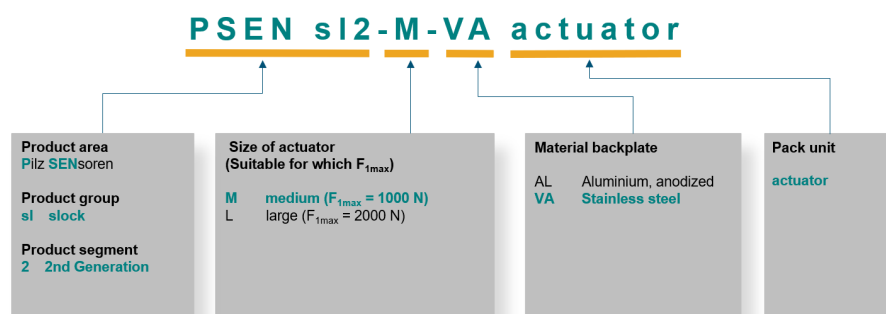 PSEN sl2-M-VA actuator
Product area
Pilz SENsoren
Product group
sl slock
Product segment
2 2nd Generation
Size of actuator
(Suitable for which F1max)
M medium (F1max = 1000 N)
L large (F1max = 2000 N)
Material backplate
AL Aluminium, anodized
VA Stainless steel
Pack unit
actuator